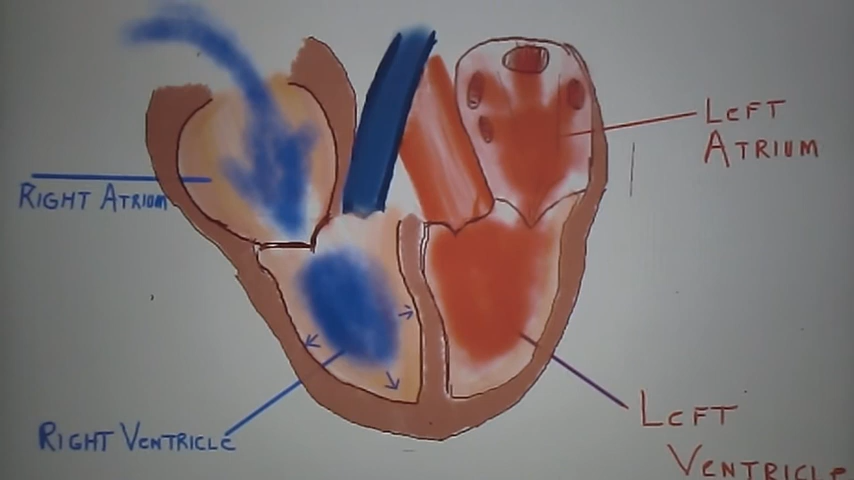 LEFT
ATRIUM
RIGHT ATRIUM
RIGHT VENTRICLE
LEFT
VENTRICLE